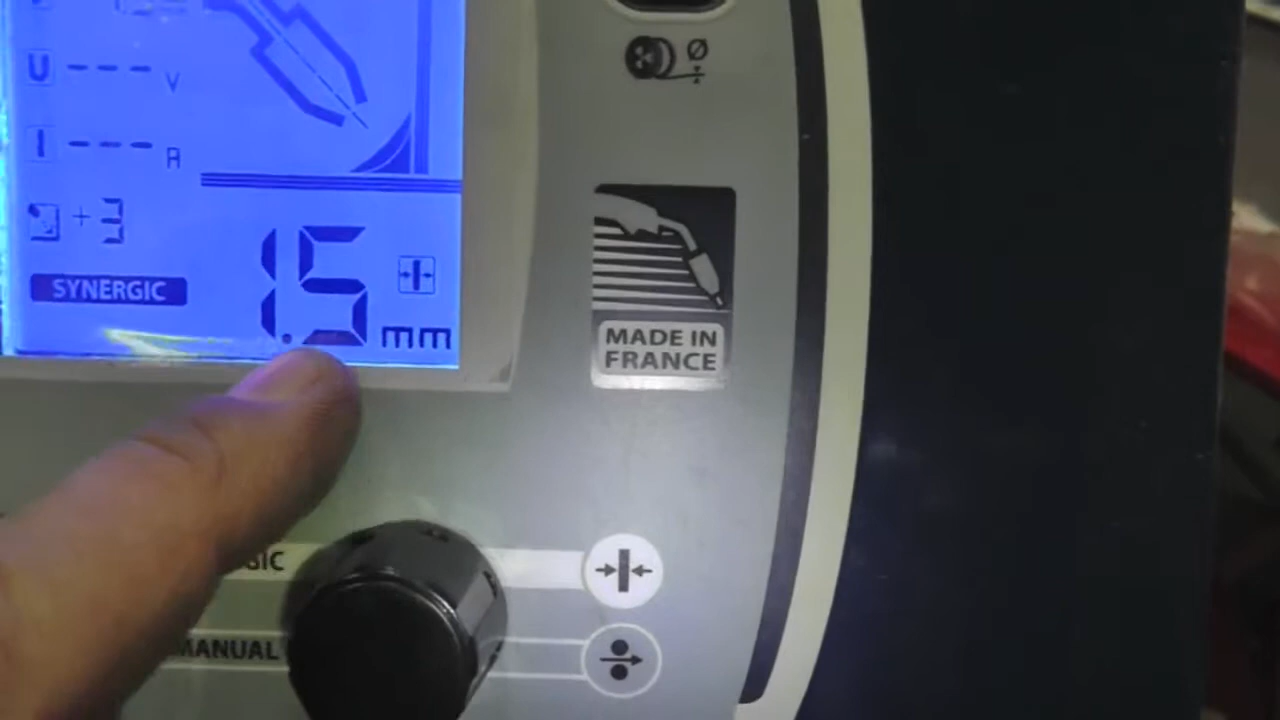 U --- V
I --- A
+3
SYNERGIC
1.5 mm
Ø
MADE IN
FRANCE
GIC
MANUAL